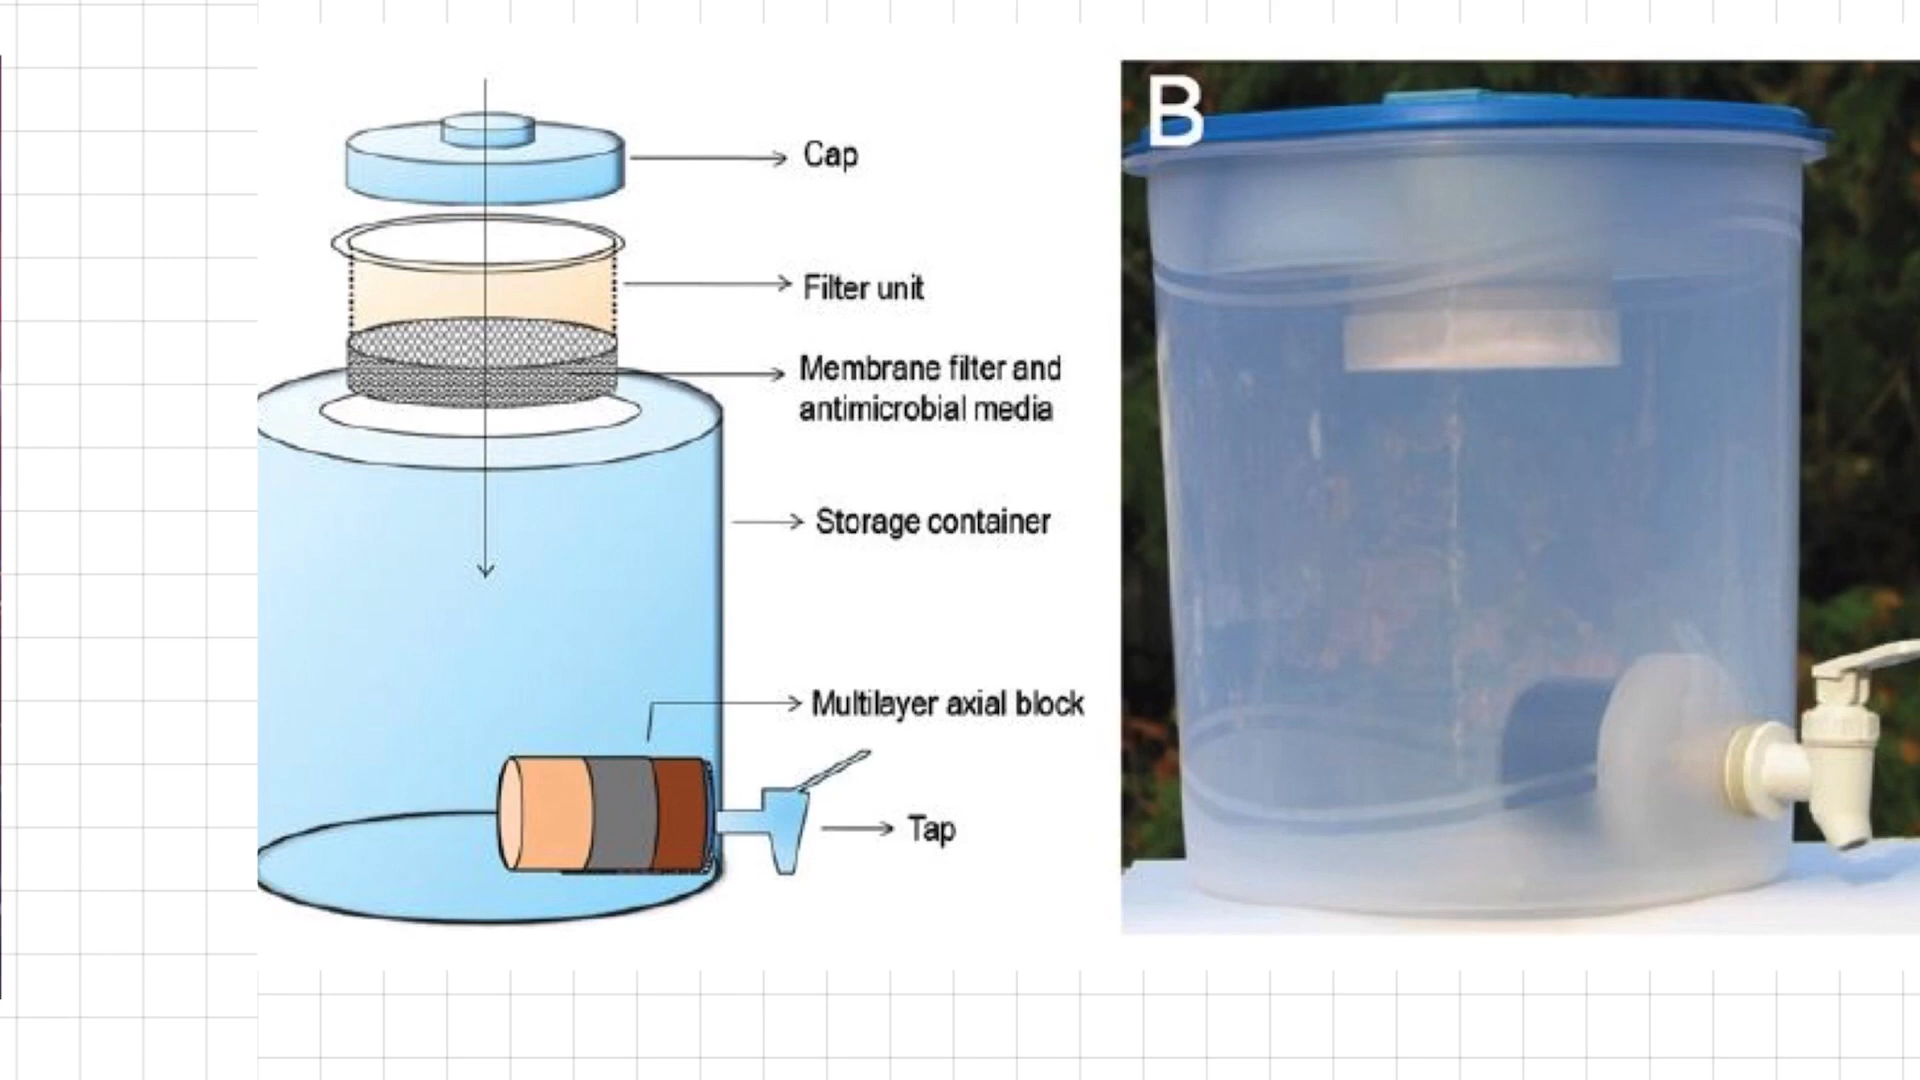 Cap
Filter unit
Membrane filter and
antimicrobial media
Storage container
Multilayer axial block
Tap
B